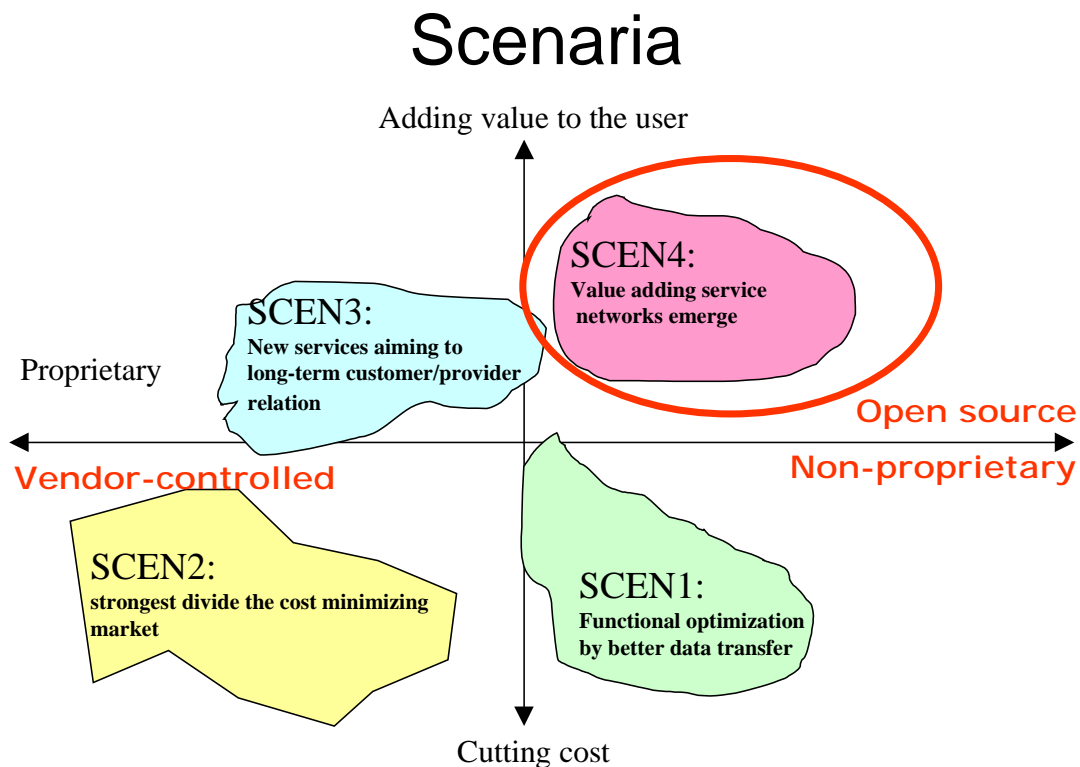 Scenaria
Adding value to the user
SCEN4:
Value adding service
networks emerge
SCEN3:
New services aiming to
long-term customer/provider
relation
Proprietary
Open source
Vendor-controlled
Non-proprietary
SCEN2:
strongest divide the cost minimizing
market
SCEN1:
Functional optimization
by better data transfer
Cutting cost